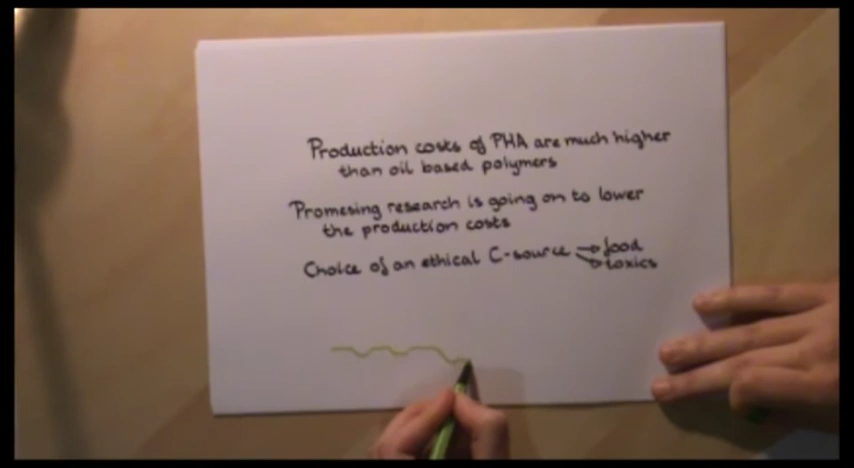 Production costs of PHA are much higher
than oil based polymers
Promesing research is going on to lower
the production costs
Choice of an ethical C-source → food
→ toxics